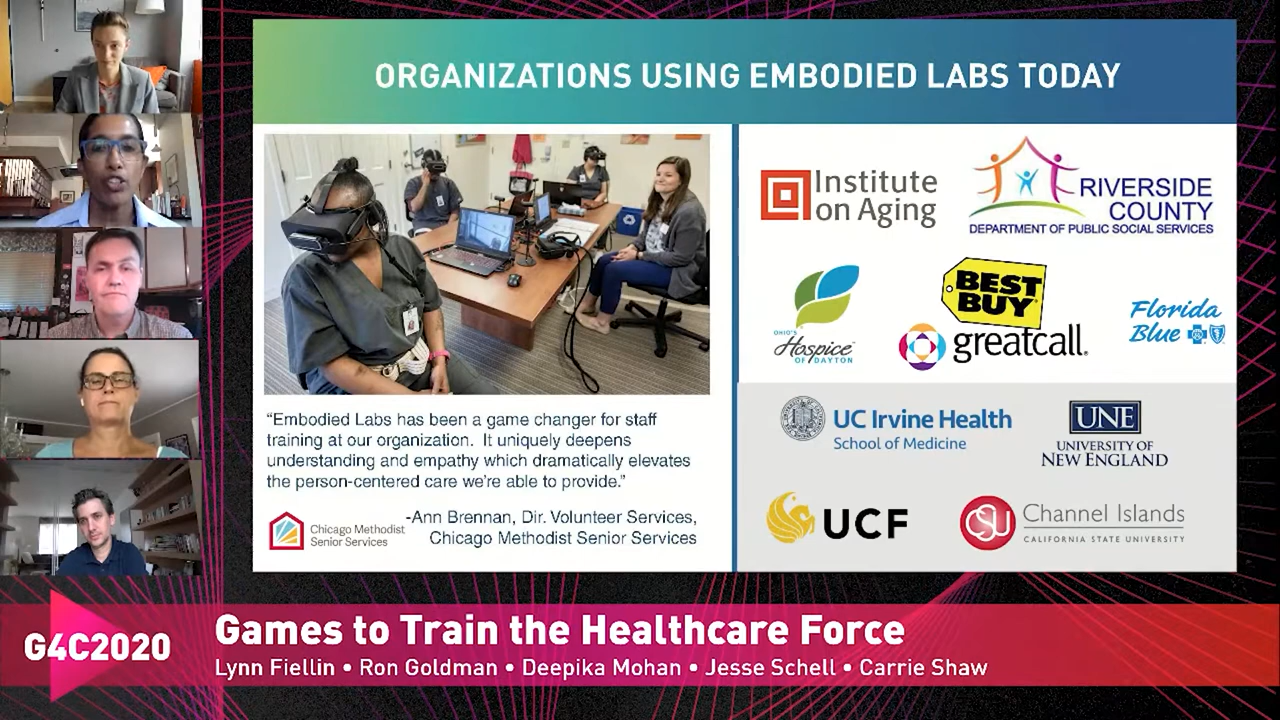 ORGANIZATIONS USING EMBODIED LABS TODAY
“Embodied Labs has been a game changer for staff
training at our organization. It uniquely deepens
understanding and empathy which dramatically elevates
the person-centered care we’re able to provide.”
-Ann Brennan, Dir. Volunteer Services,
Chicago Methodist Senior Services
Chicago Methodist
Senior Services
Institute
on Aging
RIVERSIDE
COUNTY
DEPARTMENT OF PUBLIC SOCIAL SERVICES
OHIO'S
Hospice
OF DAYTON
BEST
BUY
greatcall
Florida
Blue
UC Irvine Health
School of Medicine
UNE
UNIVERSITY OF
NEW ENGLAND
UCF
CSU
Channel Islands
CALIFORNIA STATE UNIVERSITY
G4C2020
Games to Train the Healthcare Force
Lynn Fiellin • Ron Goldman • Deepika Mohan • Jesse Schell • Carrie Shaw